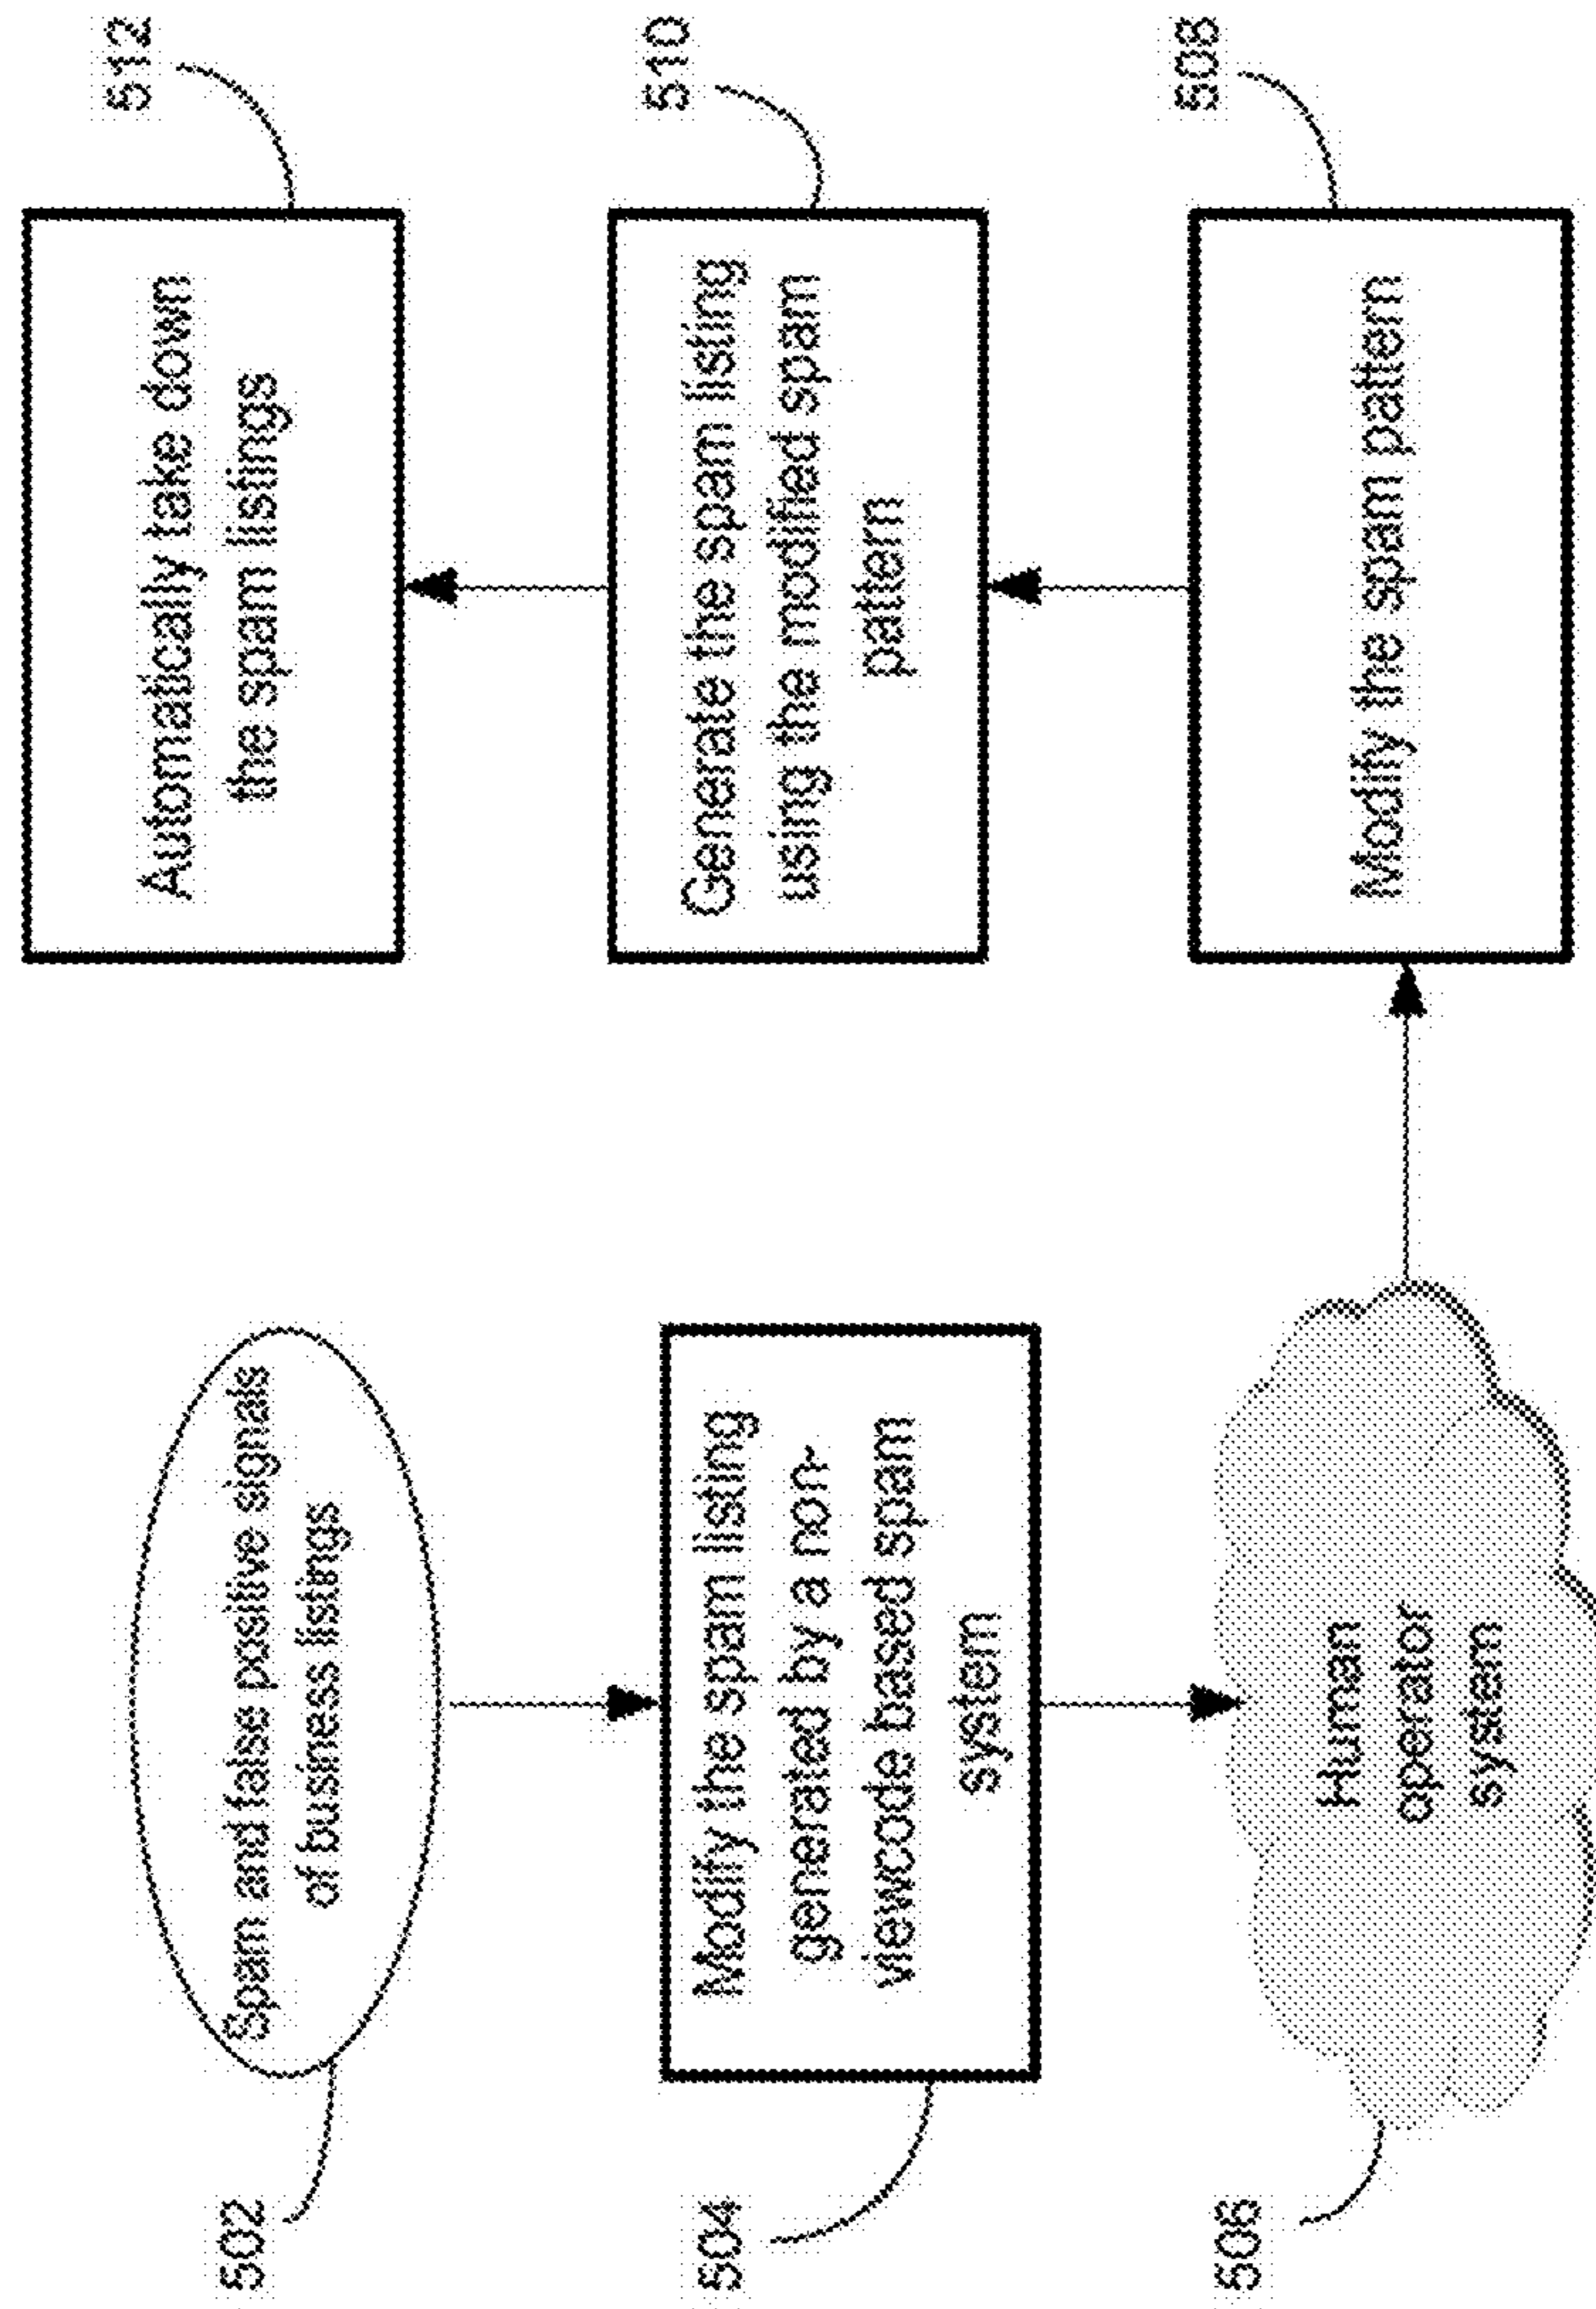 502
Spam and false positive signals
of business listings
504
Modify the spam listing
generated by a non-
viewcode based spam
system
506
Human
operator
system
508
Modify the spam pattern
510
Generate the spam listing
using the modified spam
pattern
512
Automatically take down
the spam listings